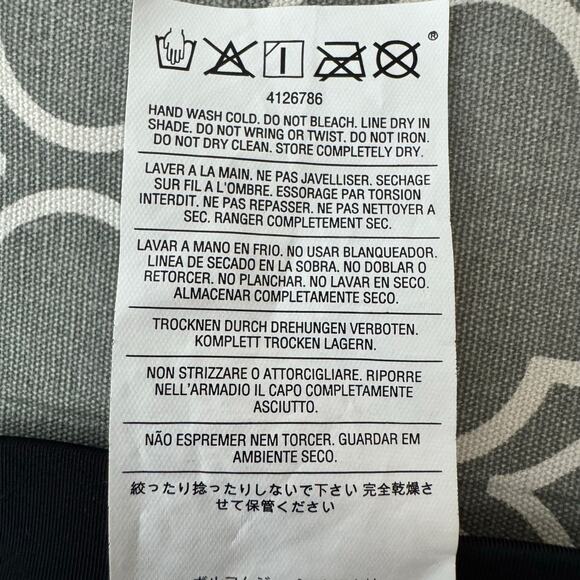 ®
4126786
HAND WASH COLD. DO NOT BLEACH. LINE DRY IN
SHADE. DO NOT WRING OR TWIST. DO NOT IRON.
DO NOT DRY CLEAN. STORE COMPLETELY DRY.
LAVER A LA MAIN. NE PAS JAVELLISER. SECHAGE
SUR FIL A L'OMBRE. ESSORAGE PAR TORSION
INTERDIT. NE PAS REPASSER. NE PAS NETTOYER A
SEC. RANGER COMPLETEMENT SEC.
LAVAR A MANO EN FRIO. NO USAR BLANQUEADOR.
LINEA DE SECADO EN LA SOBRA. NO DOBLAR O
RETORCER. NO PLANCHAR. NO LAVAR EN SECO.
ALMACENAR COMPLETAMENTE SECO.
TROCKNEN DURCH DREHUNGEN VERBOTEN.
KOMPLETT TROCKEN LAGERN.
NON STRIZZARE O ATTORCIGLIARE. RIPORRE
NELL'ARMADIO IL CAPO COMPLETAMENTE
ASCIUTTO.
NÃO ESPREMER NEM TORCER. GUARDAR EM
AMBIENTE SECO.
絞ったり捻ったりしないで下さい 完全乾燥さ
せて保管ください。